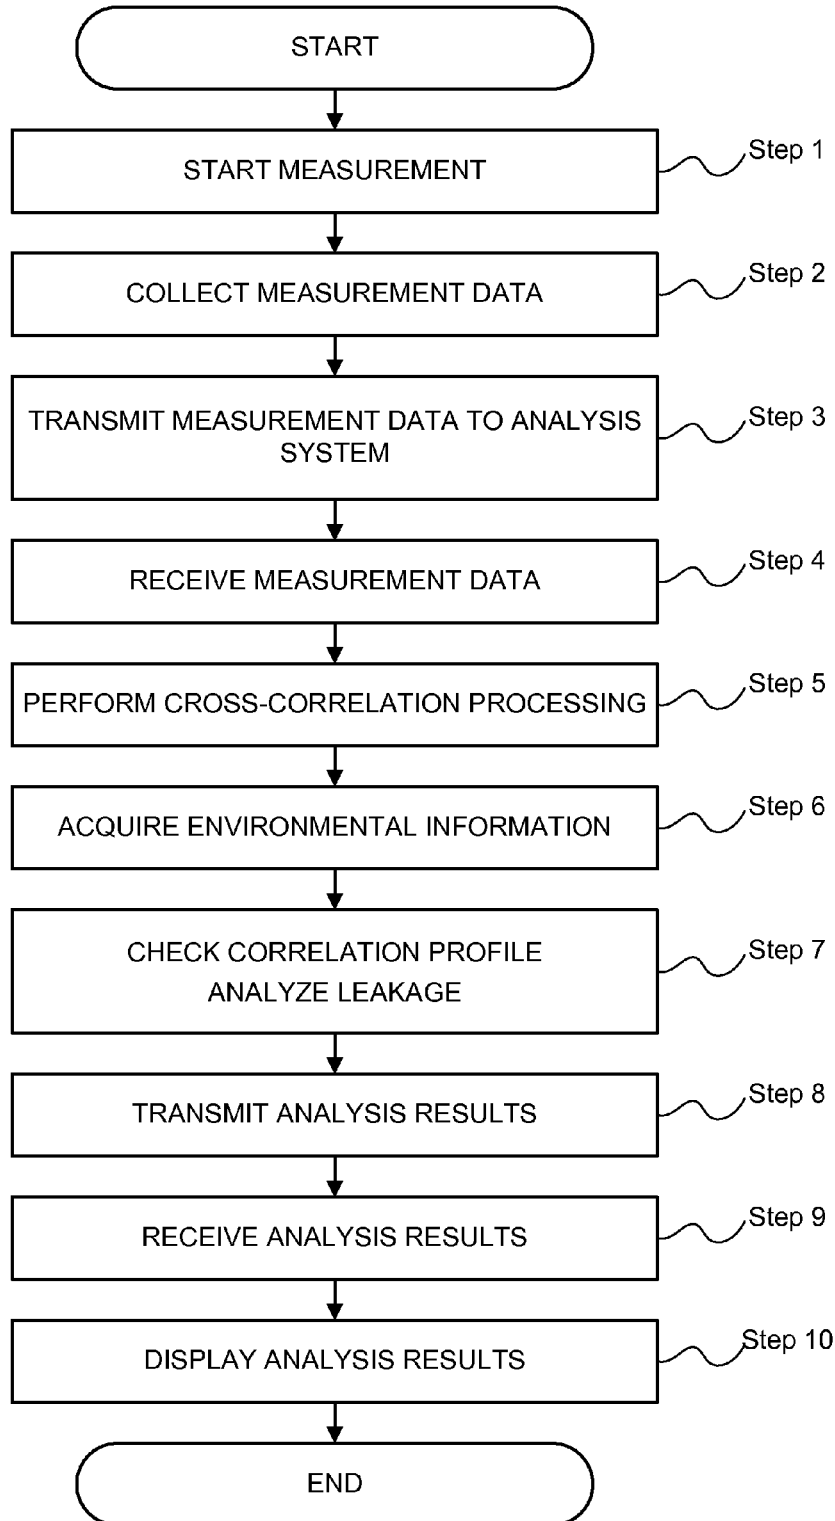 START
START MEASUREMENT
Step 1
COLLECT MEASUREMENT DATA
Step 2
TRANSMIT MEASUREMENT DATA TO ANALYSIS
SYSTEM
Step 3
RECEIVE MEASUREMENT DATA
Step 4
PERFORM CROSS-CORRELATION PROCESSING
Step 5
ACQUIRE ENVIRONMENTAL INFORMATION
Step 6
CHECK CORRELATION PROFILE
ANALYZE LEAKAGE
Step 7
TRANSMIT ANALYSIS RESULTS
Step 8
RECEIVE ANALYSIS RESULTS
Step 9
DISPLAY ANALYSIS RESULTS
Step 10
END